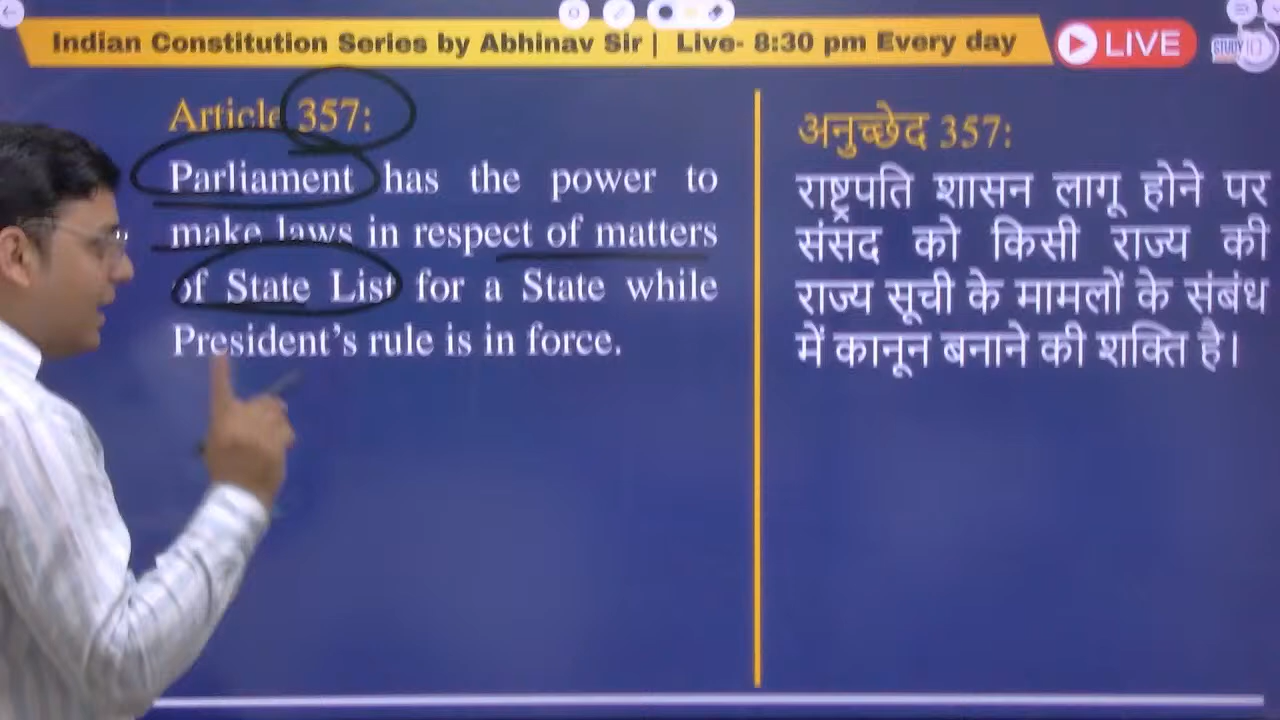 Indian Constitution Series by Abhinav Sir | Live- 8:30 pm Every day
LIVE
STUDY IQ
Article 357:
Parliament has the power to
make laws in respect of matters
of State List for a State while
President's rule is in force.
अनुच्छेद 357:
राष्ट्रपति शासन लागू होने पर
संसद को किसी राज्य की
राज्य सूची के मामलों के संबंध
में कानून बनाने की शक्ति है।